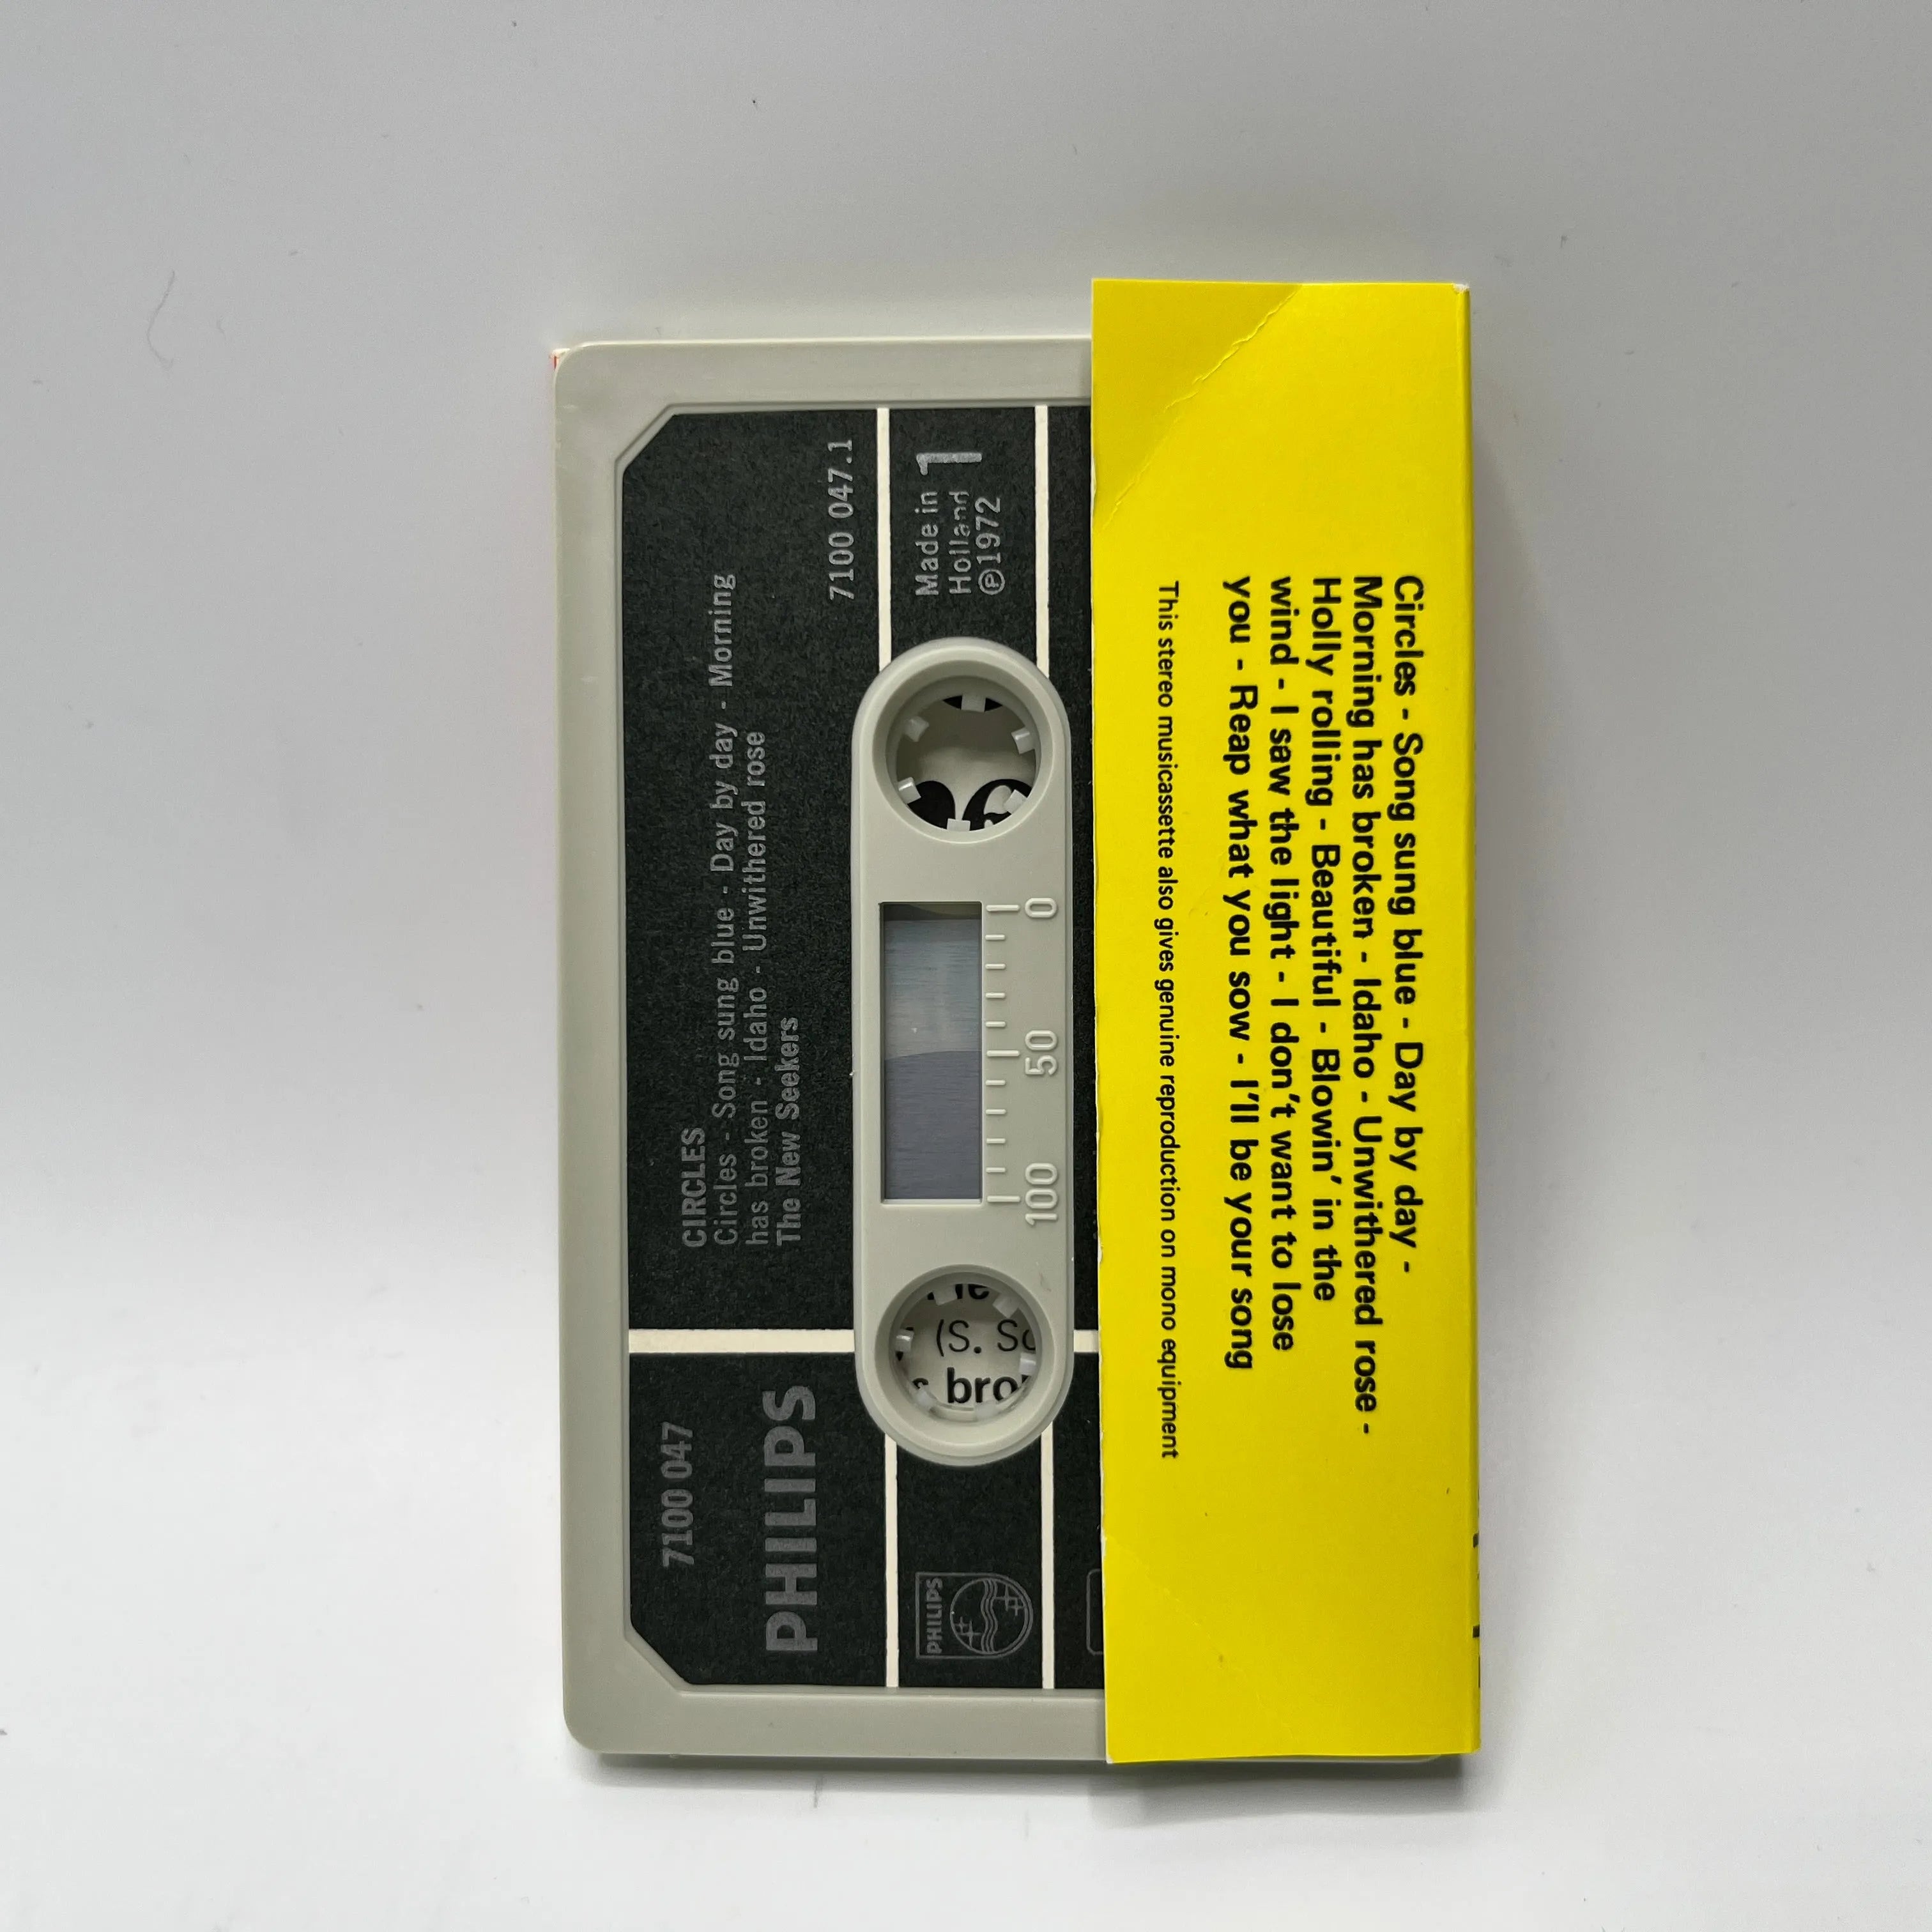 7100 047
PHILIPS
CIRCLES
Circles - Song sung blue - Day by day - Morning
has broken - Idaho - Unwithered rose
The New Seekers
7100 047.1
PHILIPS
Made in
Holland
℗1972
1
0 50 100
(S. Sc
bro
Circles - Song sung blue - Day by day -
Morning has broken - Idaho - Unwithered rose -
Holly rolling - Beautiful - Blowin' in the
wind - I saw the light - I don't want to lose
you - Reap what you sow - I'll be your song
This stereo musicassette also gives genuine reproduction on mono equipment